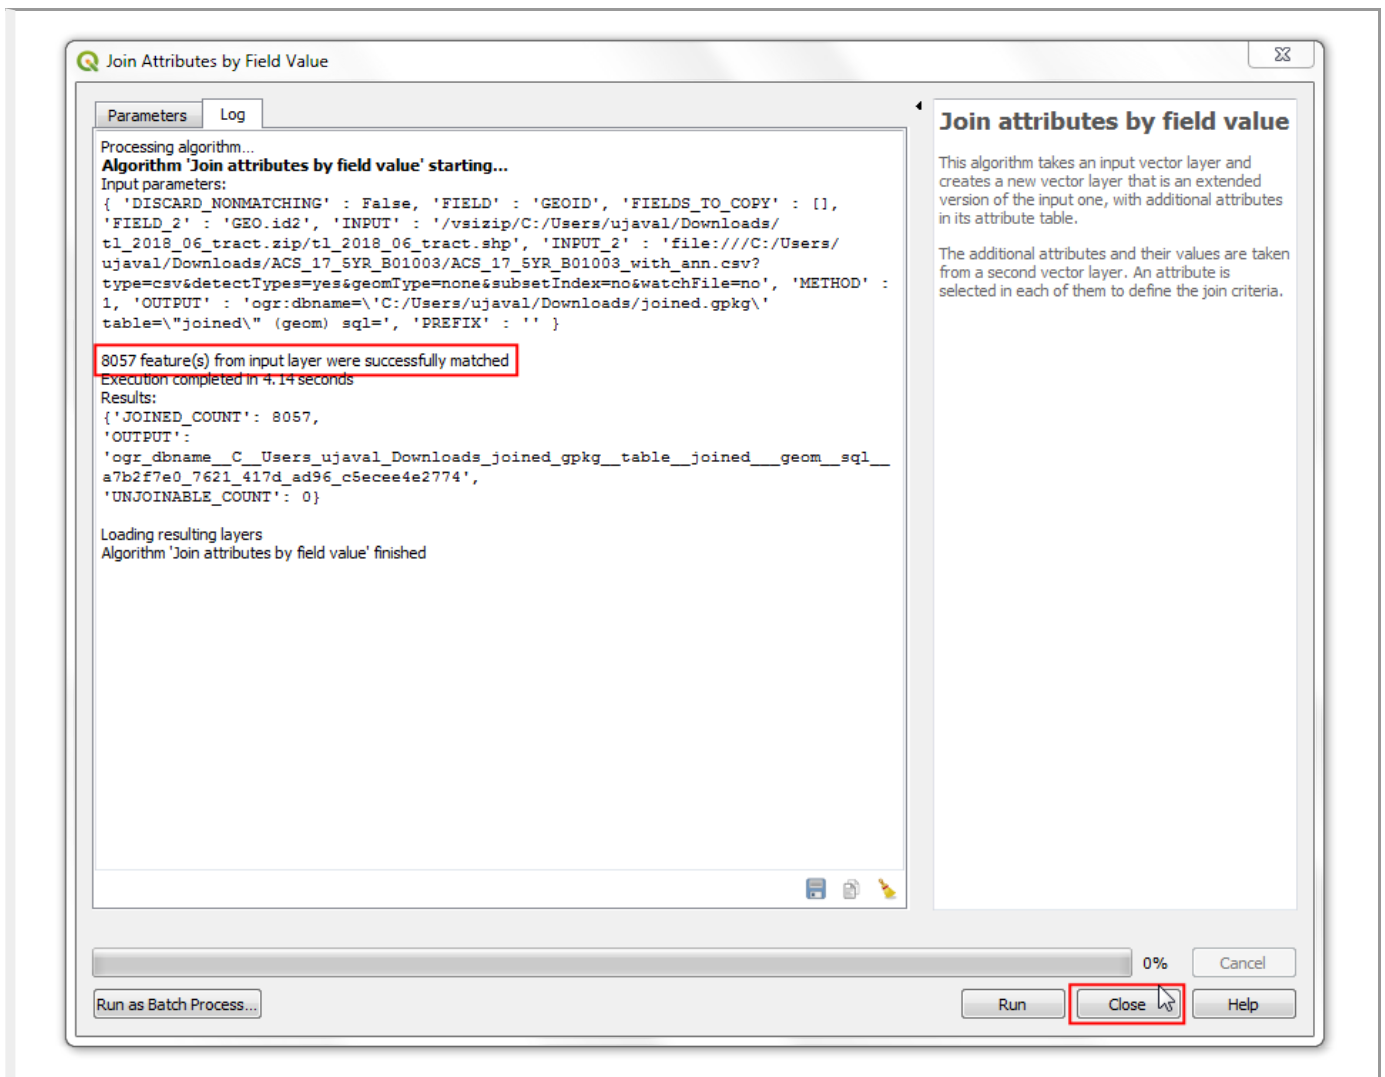 Join Attributes by Field Value
Parameters
Log
Processing algorithm...
Algorithm 'Join attributes by field value' starting...
Input parameters:
{ 'DISCARD_NONMATCHING' : False, 'FIELD' : 'GEOID', 'FIELDS_TO_COPY' : [],
'FIELD_2' : 'GEO.id2', 'INPUT' : '/vsizip/C:/Users/ujaval/Downloads/
tl_2018_06_tract.zip/tl_2018_06_tract.shp', 'INPUT_2' : 'file:///C:/Users/
ujaval/Downloads/ACS_17_5YR_B01003/ACS_17_5YR_B01003_with_ann.csv?
type=csv&detectTypes=yes&geomType=none&subsetIndex=no&watchFile=no', 'METHOD' :
1, 'OUTPUT' : 'ogr:dbname=\'C:/Users/ujaval/Downloads/joined.gpkg\'
table=\"joined\" (geom) sql=', 'PREFIX' : '' }
8057 feature(s) from input layer were successfully matched
Execution completed in 4.14 seconds
Results:
{'JOINED_COUNT': 8057,
'OUTPUT':
'ogr_dbname__C__Users_ujaval_Downloads_joined_gpkg__table__joined___geom__sql__
a7b2f7e0_7621_417d_ad96_c5ecee4e2774',
'UNJOINABLE_COUNT': 0}
Loading resulting layers
Algorithm 'Join attributes by field value' finished
Join attributes by field value
This algorithm takes an input vector layer and
creates a new vector layer that is an extended
version of the input one, with additional attributes
in its attribute table.
The additional attributes and their values are taken
from a second vector layer. An attribute is
selected in each of them to define the join criteria.
0%
Cancel
Run as Batch Process...
Run
Close
Help